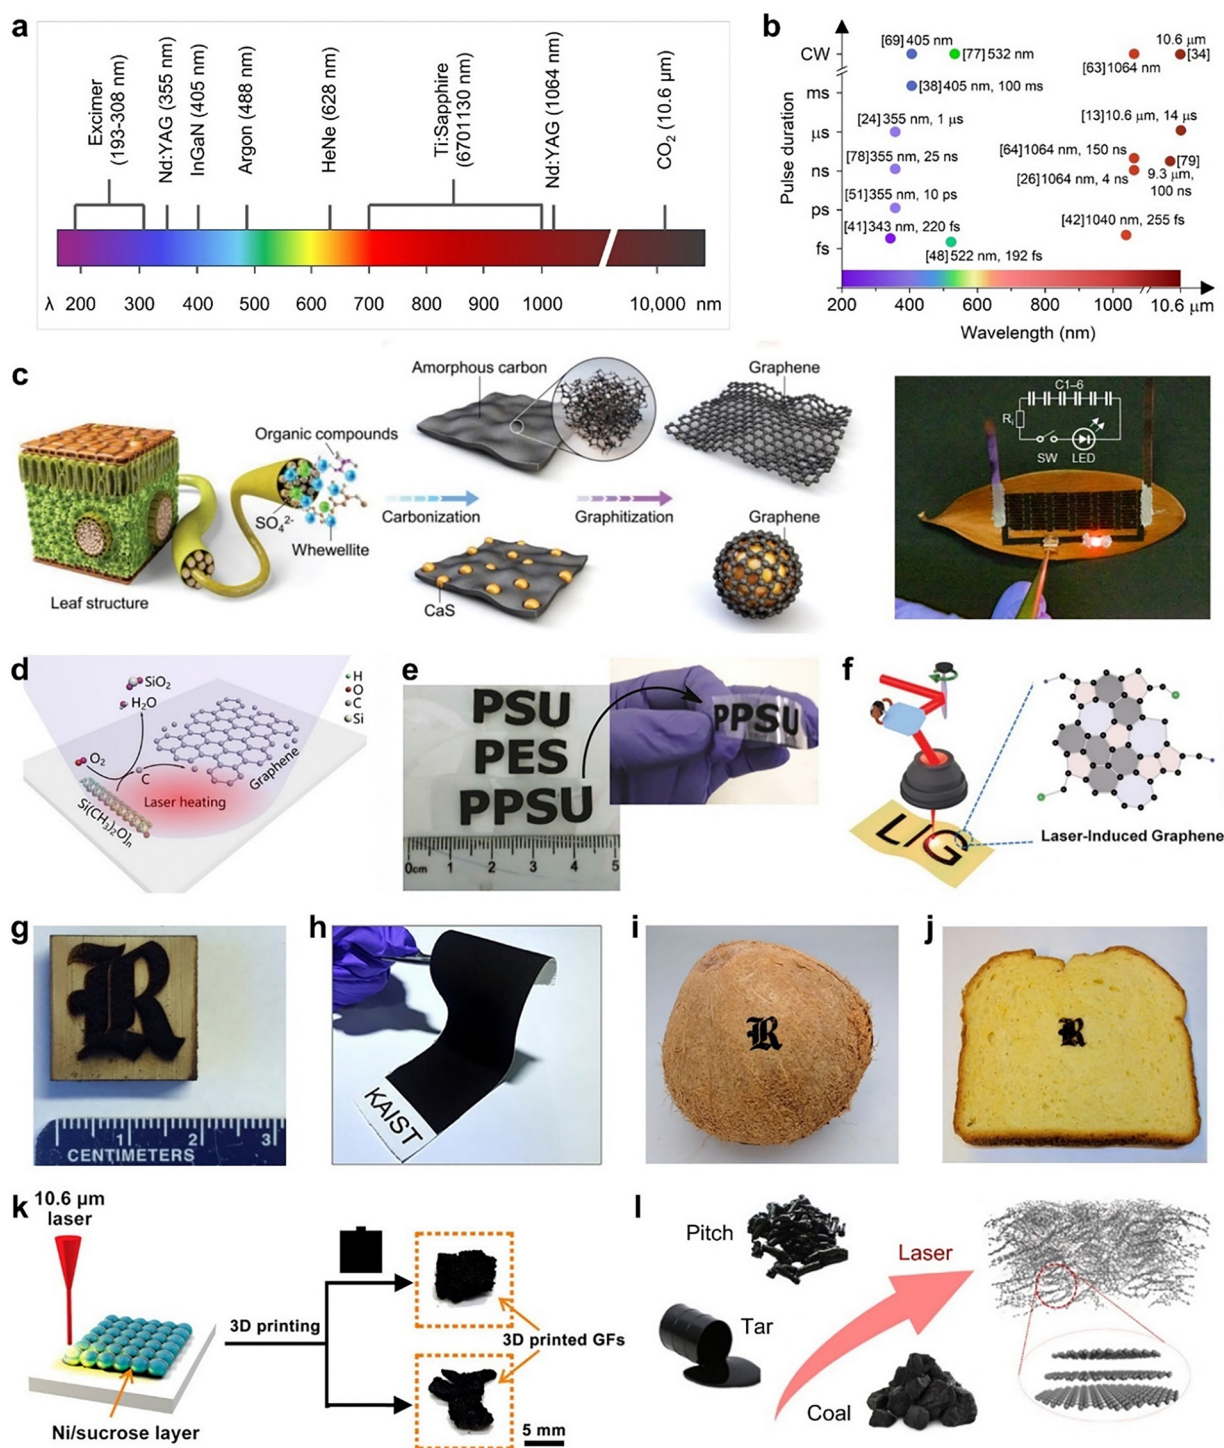 a
Excimer
(193-308 nm)
Nd:YAG (355 nm)
InGaN (405 nm)
Argon (488 nm)
HeNe (628 nm)
Ti:Sapphire
(6701130 nm)
Nd:YAG (1064 nm)
CO₂ (10.6 μm)
λ 200 300 400 500 600 700 800 900 1000 10,000 nm
b
Pulse duration
CW
ms
μs
ns
ps
fs
[69]405 nm
[77]532 nm
10.6 μm
[34]
[63]1064 nm
[38]405 nm, 100 ms
[24]355 nm, 1 μs
[13]10.6 μm, 14 μs
[78]355 nm, 25 ns
[64]1064 nm, 150 ns
[79]
9.3 μm,
100 ns
[26]1064 nm, 4 ns
[51]355 nm, 10 ps
[41]343 nm, 220 fs
[42]1040 nm, 255 fs
[48]522 nm, 192 fs
200 400 600 800 1000 10.6 μm
Wavelength (nm)
c
Leaf structure
Organic compounds
SO₄²⁻
Whewellite
Carbonization
Amorphous carbon
CaS
Graphitization
Graphene
Graphene
C1–6
SW
LED
d
SiO₂
H₂O
O₂
C
Si(CH₃)₂O]ₙ
Laser heating
Graphene
H
O
C
Si
e
PSU
PES
PPSU
0cm 1 2 3 4 5
PPSU
f
LIG
Laser-Induced Graphene
g
R
1 2 3
CENTIMETERS
h
KAIST
i
R
j
R
k
10.6 μm
laser
Ni/sucrose layer
3D printing
3D printed GFs
5 mm
l
Pitch
Tar
Coal
Laser